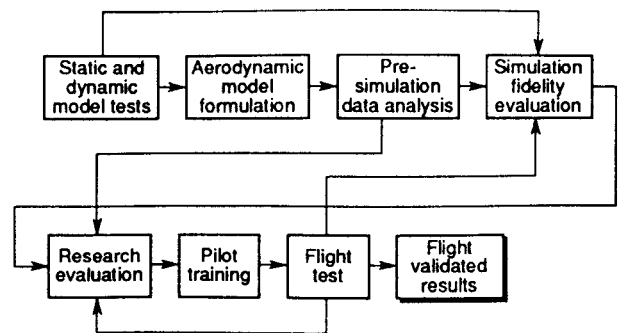 Static and
dynamic
model tests
Aerodynamic
model
formulation
Pre-
simulation
data analysis
Simulation
fidelity
evaluation
Research
evaluation
Pilot
training
Flight
test
Flight
validated
results